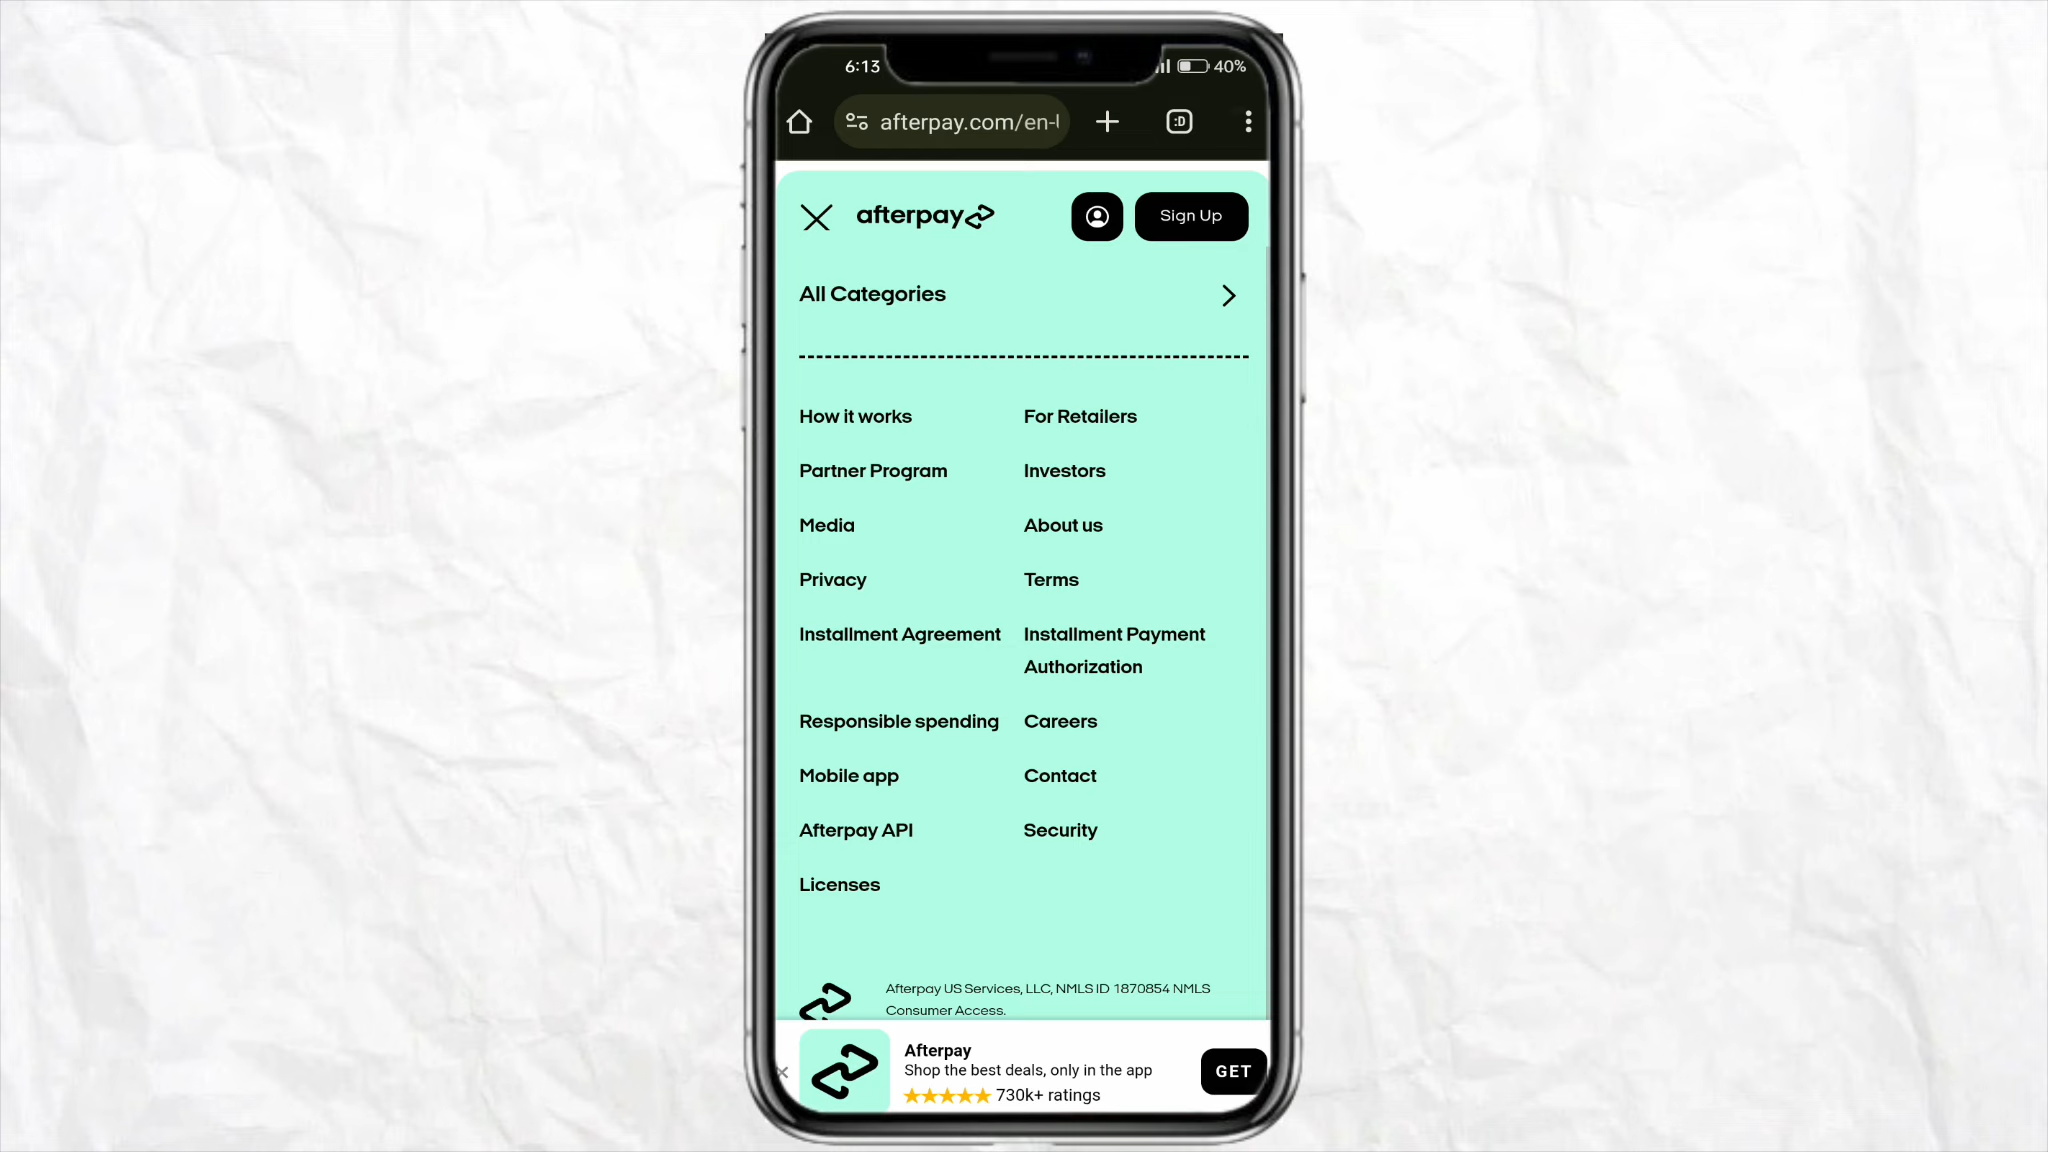 6:13
40%
afterpay.com/en-
:D
afterpay
Sign Up
All Categories
How it works
For Retailers
Partner Program
Investors
Media
About us
Privacy
Terms
Installment Agreement
Installment Payment
Authorization
Responsible spending
Careers
Mobile app
Contact
Afterpay API
Security
Licenses
Afterpay US Services, LLC, NMLS ID 1870854 NMLS
Consumer Access.
Afterpay
Shop the best deals, only in the app
730k+ ratings
GET